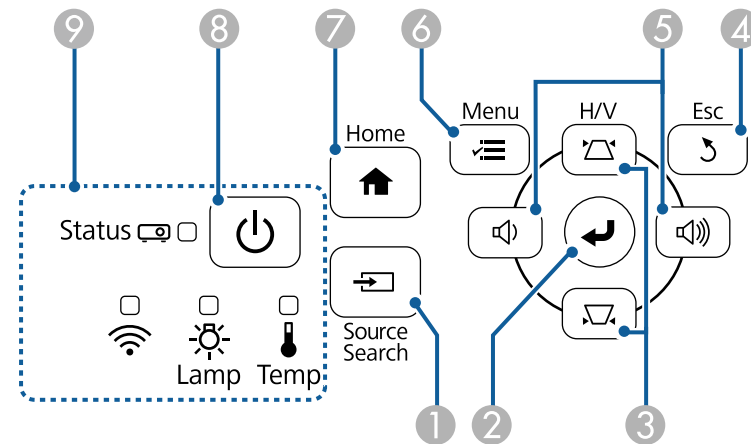 9 8 7 6 5 4
Menu H/V Esc
Home
Status
Source
Search
Lamp Temp
1 2 3